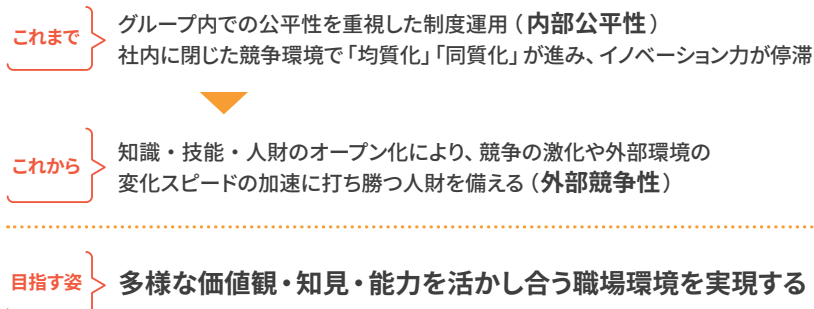 これまで
グループ内での公平性を重視した制度運用（内部公平性）
社内に閉じた競争環境で「均質化」「同質化」が進み、イノベーション力が停滞
これから
知識・技能・人財のオープン化により、競争の激化や外部環境の
変化スピードの加速に打ち勝つ人財を備える（外部競争性）
目指す姿
多様な価値観・知見・能力を活かし合う職場環境を実現する